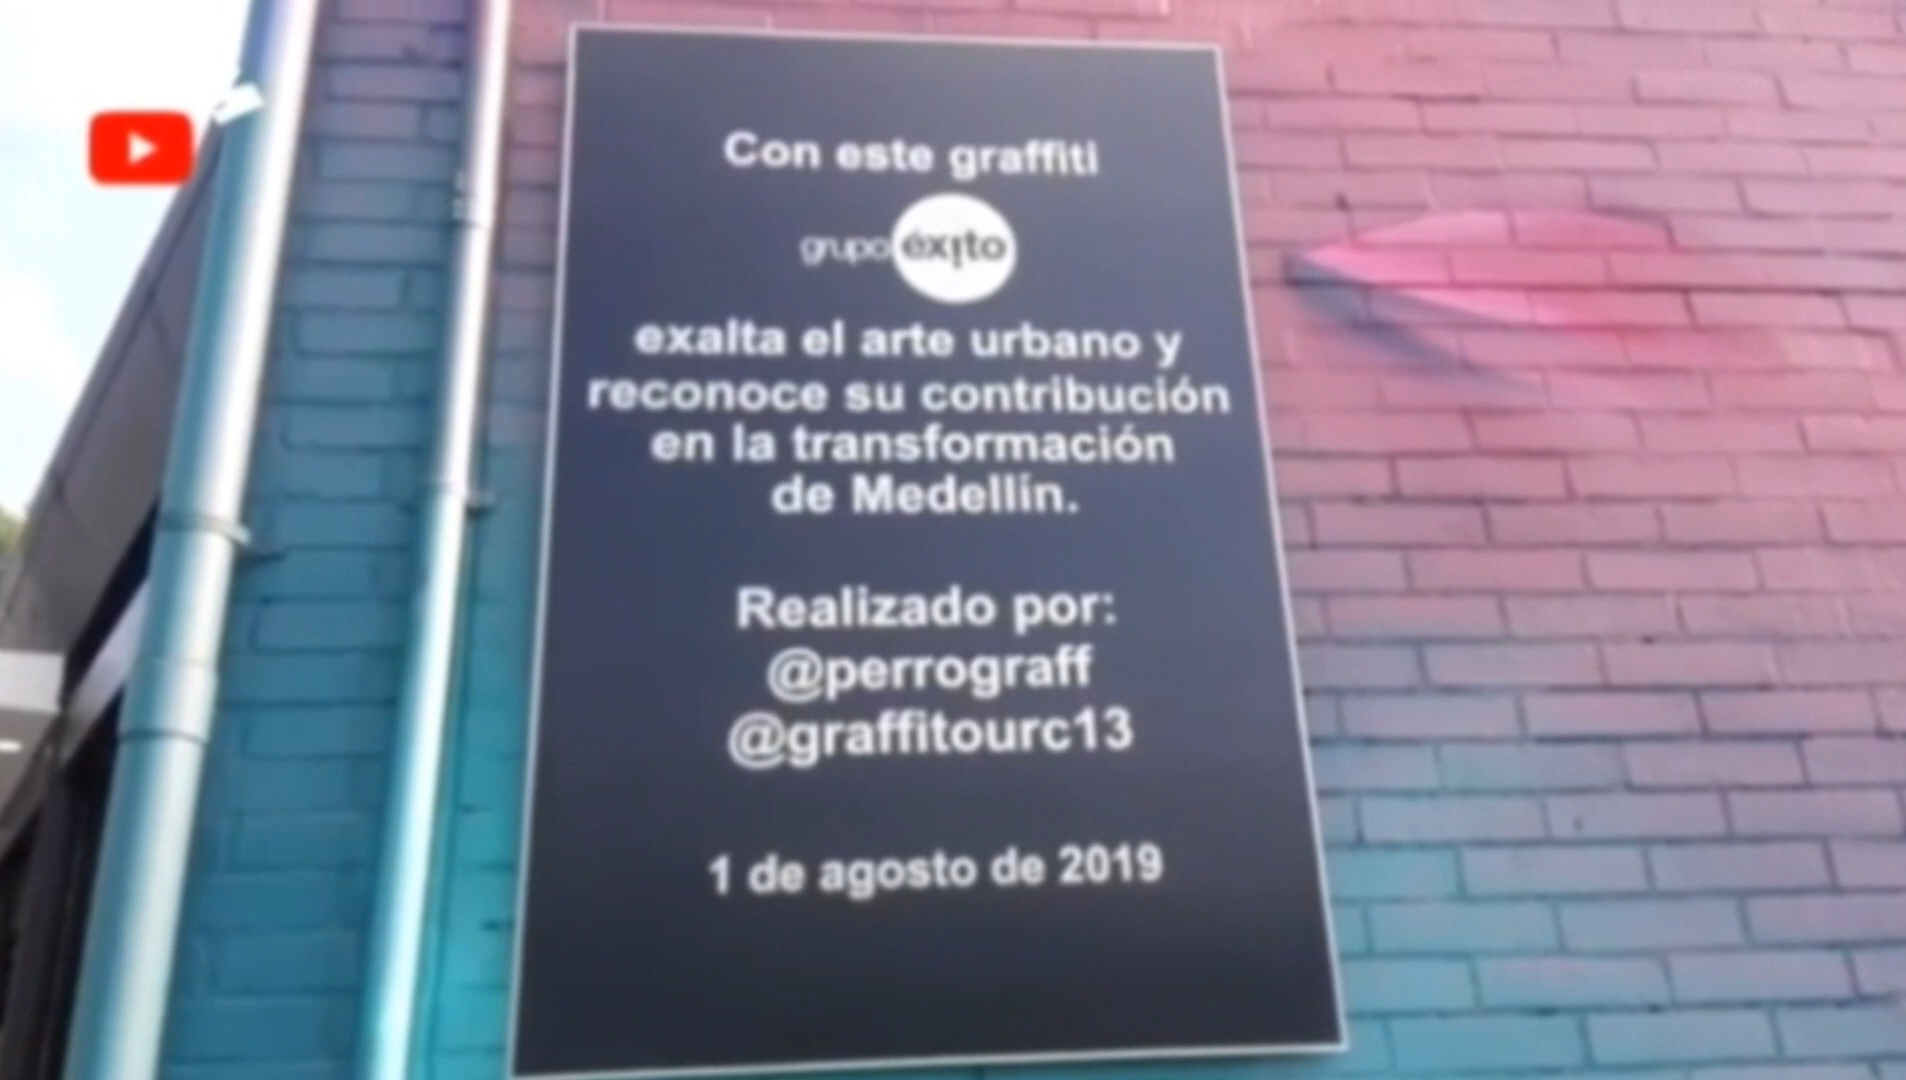 Con este graffiti
grupo éxito
exalta el arte urbano y
reconoce su contribución
en la transformación
de Medellín.
Realizado por:
@perrograff
@graffitourc13
1 de agosto de 2019